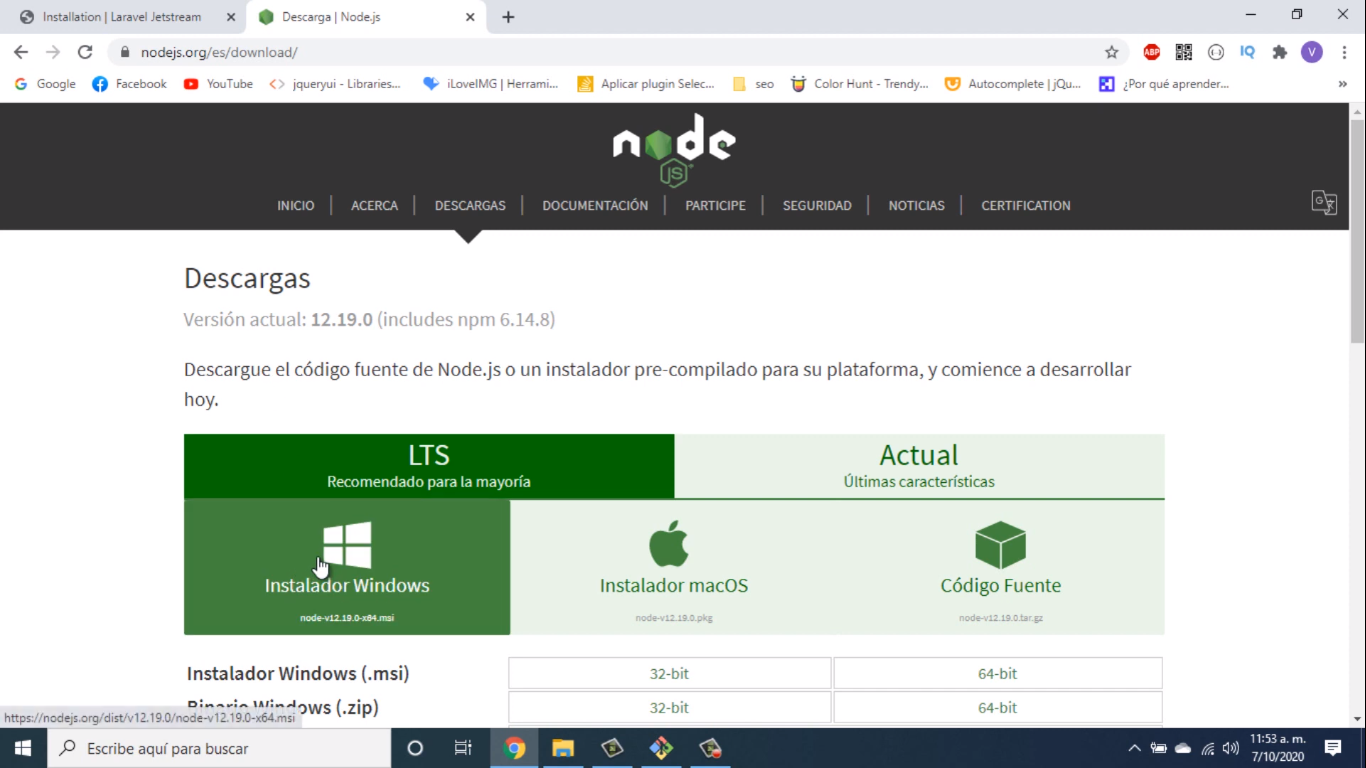 Installation | Laravel Jetstream
Descarga | Node.js
nodejs.org/es/download/
ABP
IQ
V
Google
Facebook
YouTube
jqueryui - Libraries...
iLoveIMG | Herrami...
Aplicar plugin Selec...
seo
Color Hunt - Trendy...
Autocomplete | jQu...
¿Por qué aprender...
node
JS
INICIO
ACERCA
DESCARGAS
DOCUMENTACIÓN
PARTICIPE
SEGURIDAD
NOTICIAS
CERTIFICATION
Descargas
Versión actual: 12.19.0 (includes npm 6.14.8)
Descargue el código fuente de Node.js o un instalador pre-compilado para su plataforma, y comience a desarrollar
hoy.
LTS
Recomendado para la mayoría
Actual
Últimas características
Instalador Windows
node-v12.19.0-x64.msi
Instalador macOS
node-v12.19.0.pkg
Código Fuente
node-v12.19.0.tar.gz
Instalador Windows (.msi)
32-bit
64-bit
Binario Windows (.zip)
32-bit
64-bit
https://nodejs.org/dist/v12.19.0/node-v12.19.0-x64.msi
Escribe aquí para buscar
11:53 a. m.
7/10/2020